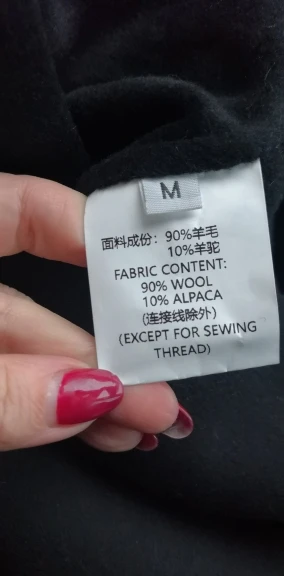 M
面料成份：90%羊毛
10%羊驼
FABRIC CONTENT:
90% WOOL
10% ALPACA
(连接线除外)
(EXCEPT FOR SEWING
THREAD)